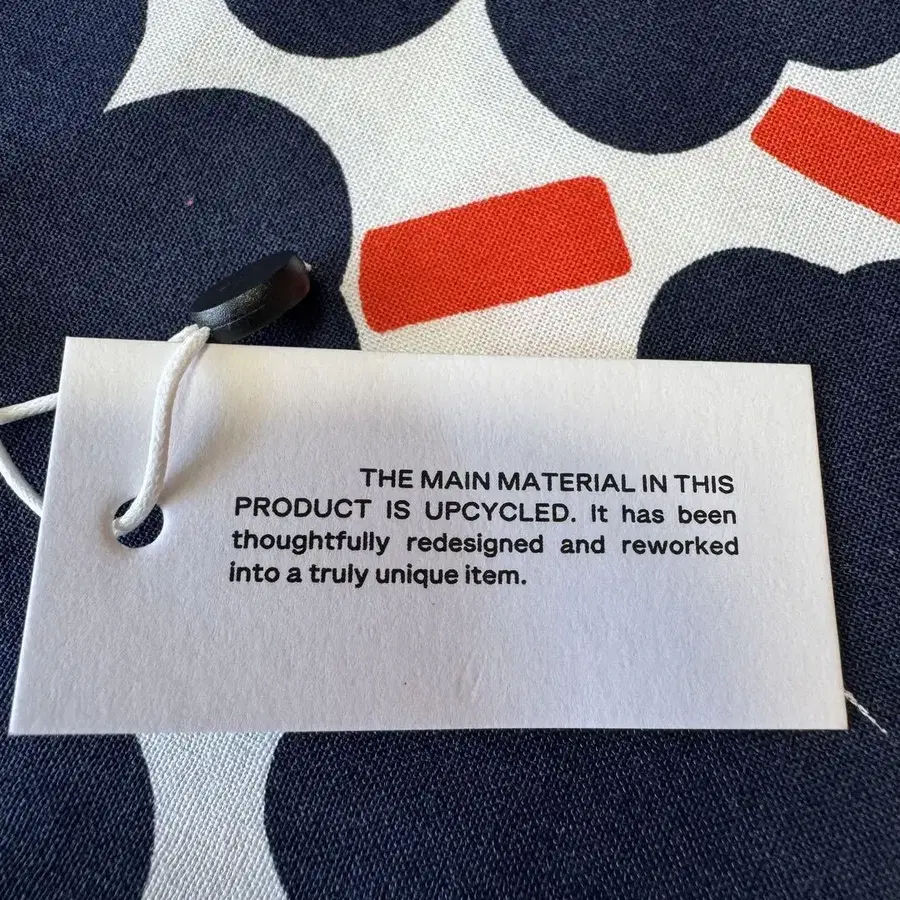 THE MAIN MATERIAL IN THIS
PRODUCT IS UPCYCLED. It has been
thoughtfully redesigned and reworked
into a truly unique item.